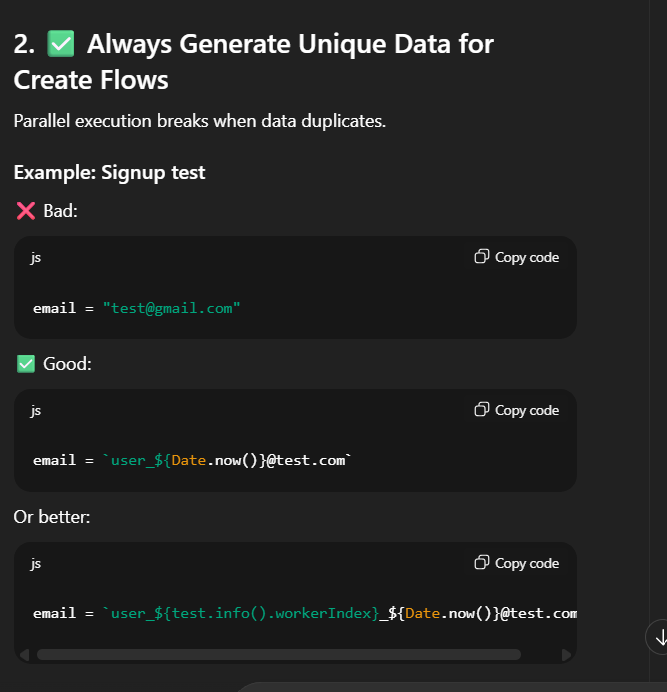 2. ✅ Always Generate Unique Data for
Create Flows
Parallel execution breaks when data duplicates.
Example: Signup test
❌ Bad:
js
Copy code
email = "test@gmail.com"
✅ Good:
js
Copy code
email = `user_${Date.now()}@test.com`
Or better:
js
Copy code
email = `user_${test.info().workerIndex}_${Date.now()}@test.com